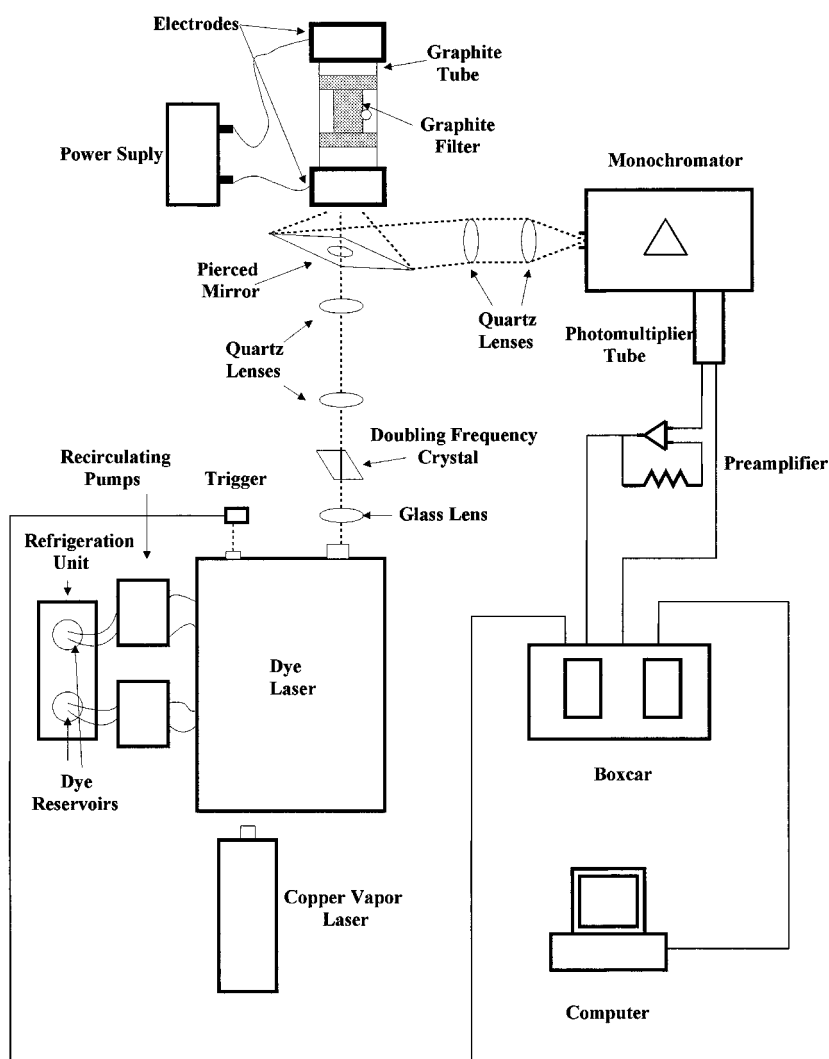 Electrodes
Graphite
Tube
Graphite
Filter
Power Suply
Monochromator
Pierced
Mirror
Quartz
Lenses
Photomultiplier
Tube
Quartz
Lenses
Doubling Frequency
Crystal
Preamplifier
Recirculating
Pumps
Trigger
Glass Lens
Refrigeration
Unit
Dye
Laser
Dye
Reservoirs
Boxcar
Copper Vapor
Laser
Computer